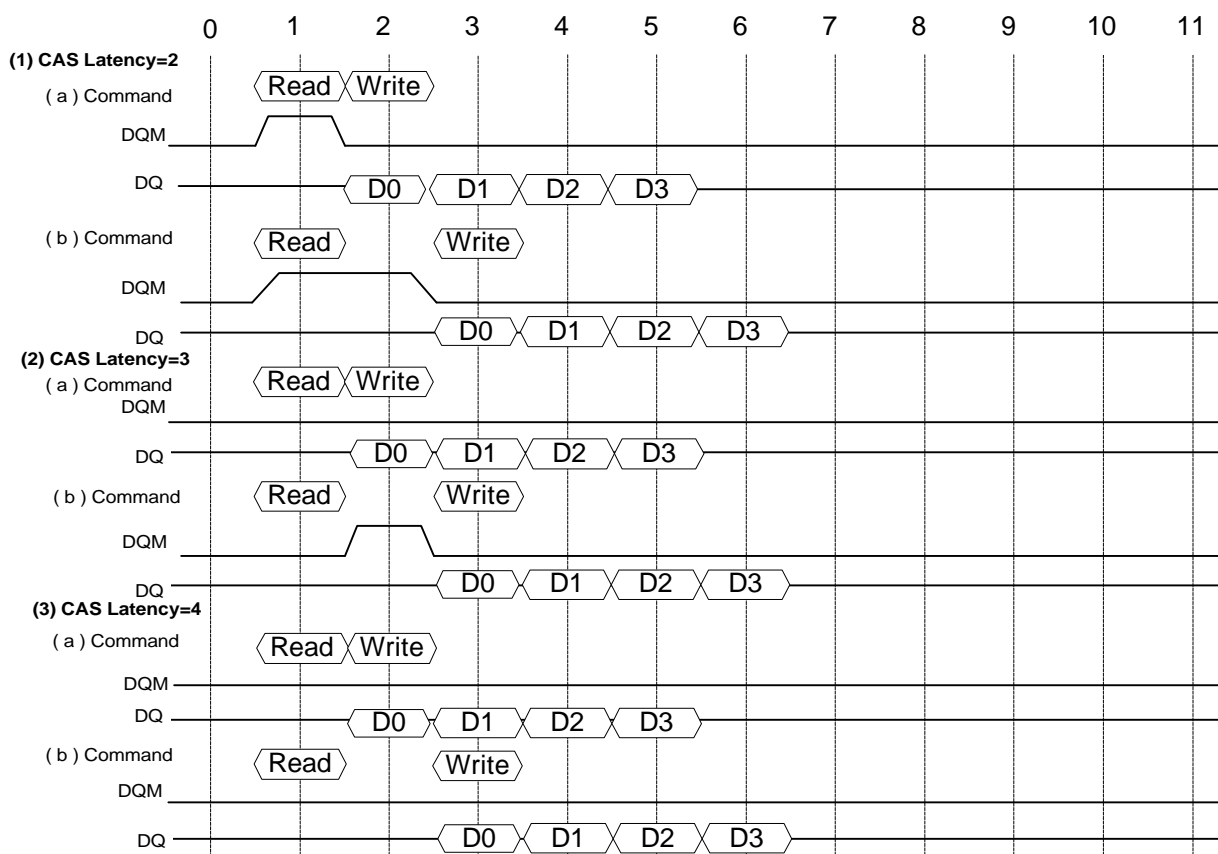 0 1 2 3 4 5 6 7 8 9 10 11
(1) CAS Latency=2
( a ) Command Read Write
DQM
DQ D0 D1 D2 D3
( b ) Command Read Write
DQM
DQ D0 D1 D2 D3
(2) CAS Latency=3
( a ) Command Read Write
DQM
DQ D0 D1 D2 D3
( b ) Command Read Write
DQM
DQ D0 D1 D2 D3
(3) CAS Latency=4
( a ) Command Read Write
DQM
DQ D0 D1 D2 D3
( b ) Command Read Write
DQM
DQ D0 D1 D2 D3